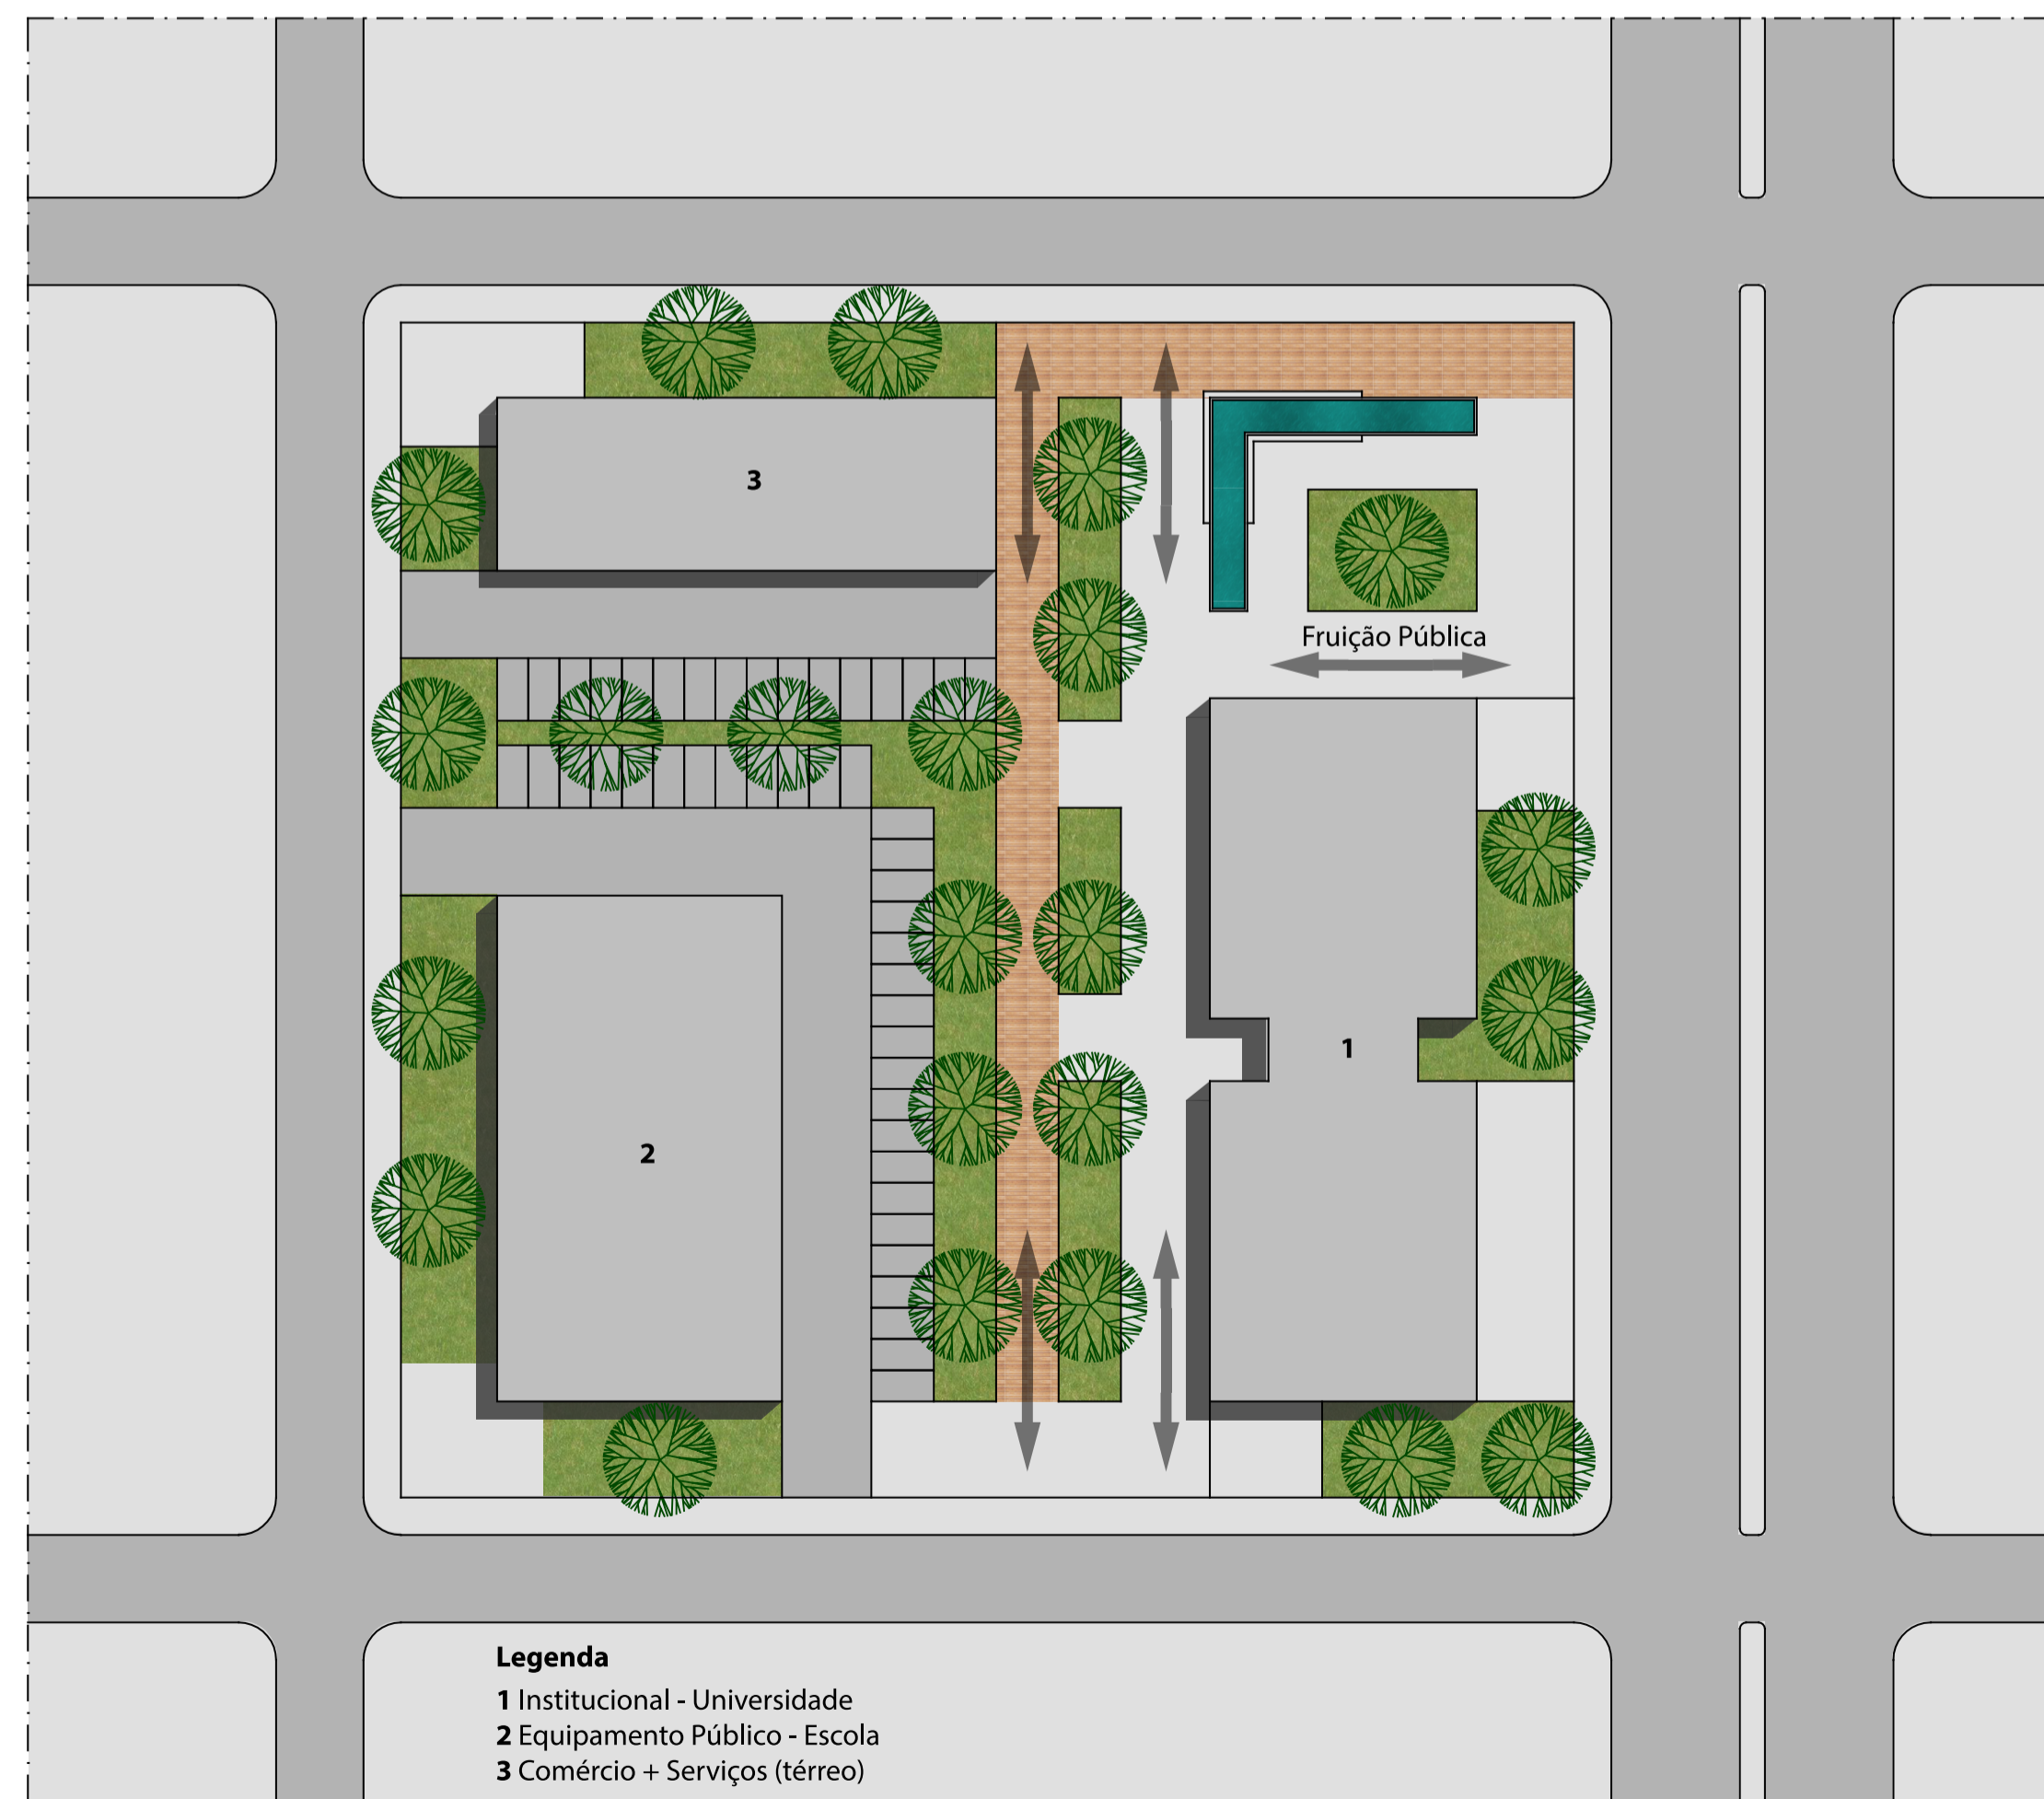 3
Fruição Pública
1
2
Legenda
1 Institucional - Universidade
2 Equipamento Público - Escola
3 Comércio + Serviços (térreo)